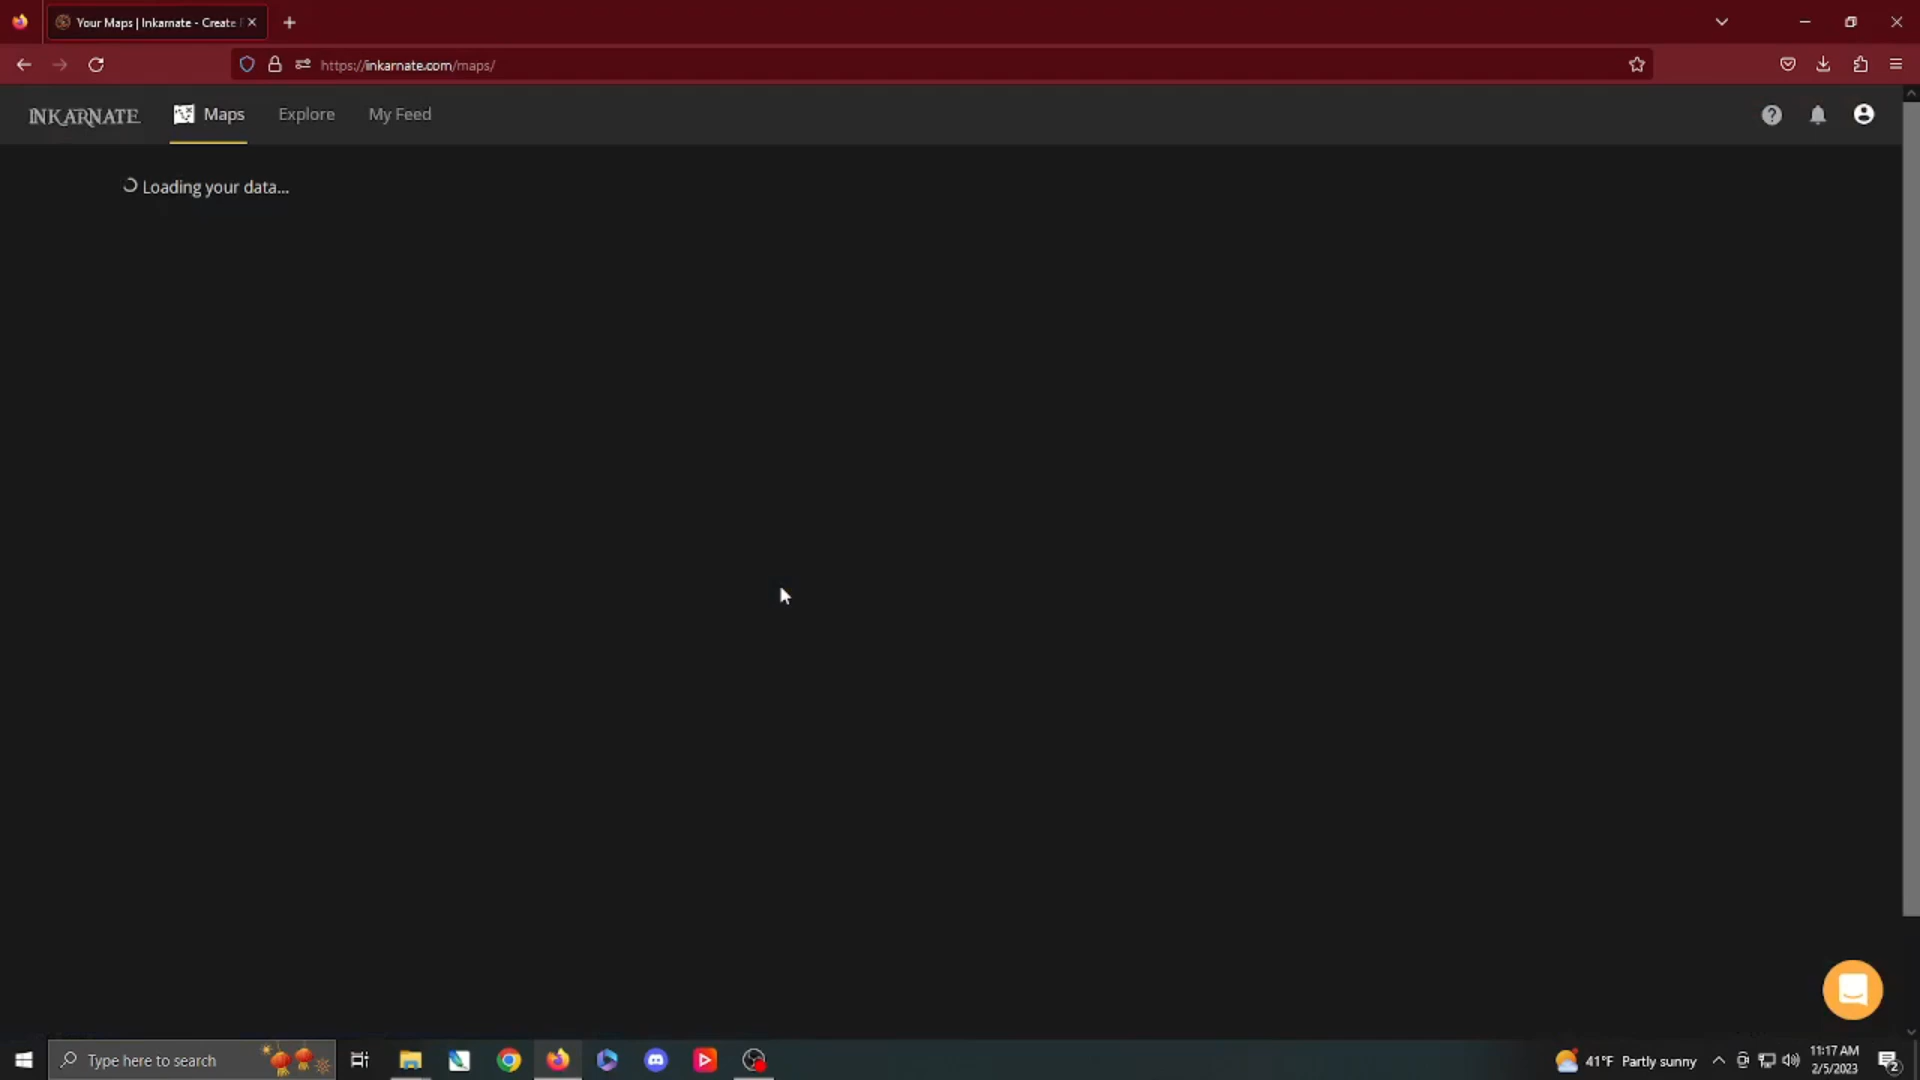 Your Maps | Inkarnate - Create
https://inkarnate.com/maps/
INKARNATE
Maps
Explore
My Feed
Loading your data...
Type here to search
41°F Partly sunny
11:17 AM
2/5/2023
2